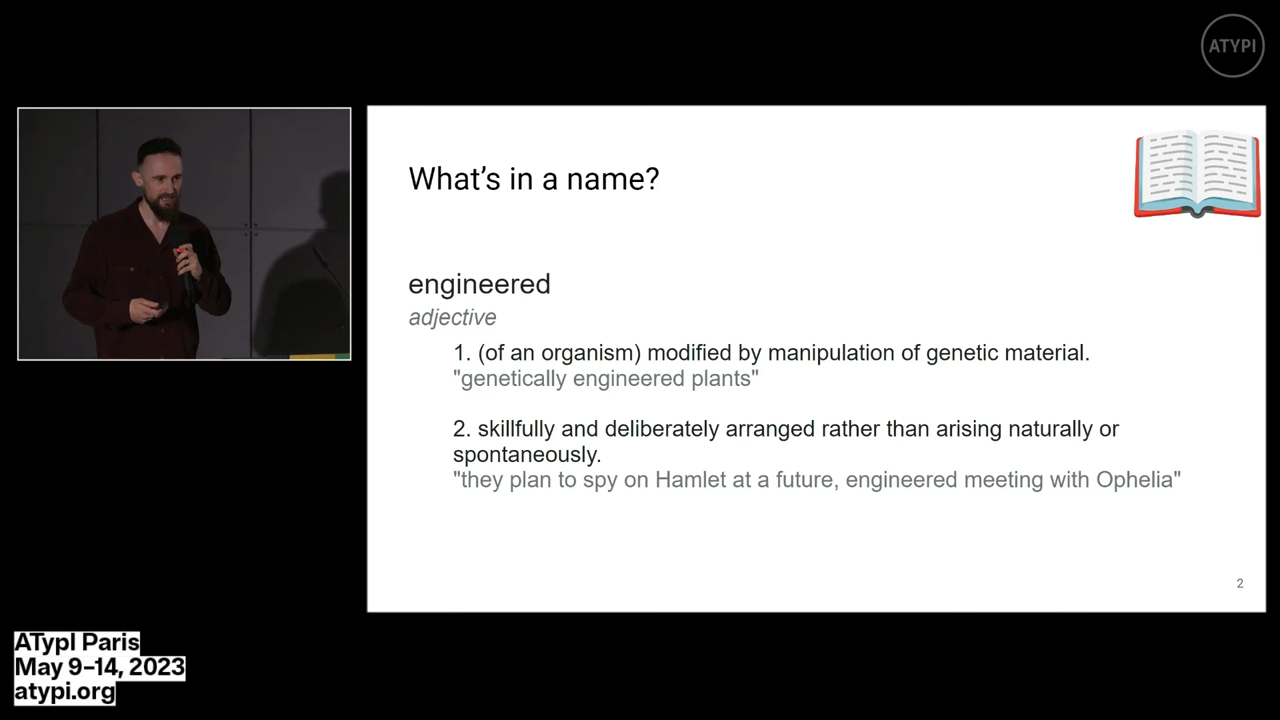 ATYPI
What’s in a name?
engineered
adjective
1. (of an organism) modified by manipulation of genetic material.
"genetically engineered plants"
2. skillfully and deliberately arranged rather than arising naturally or
spontaneously.
"they plan to spy on Hamlet at a future, engineered meeting with Ophelia"
2
ATypI Paris
May 9–14, 2023
atypi.org